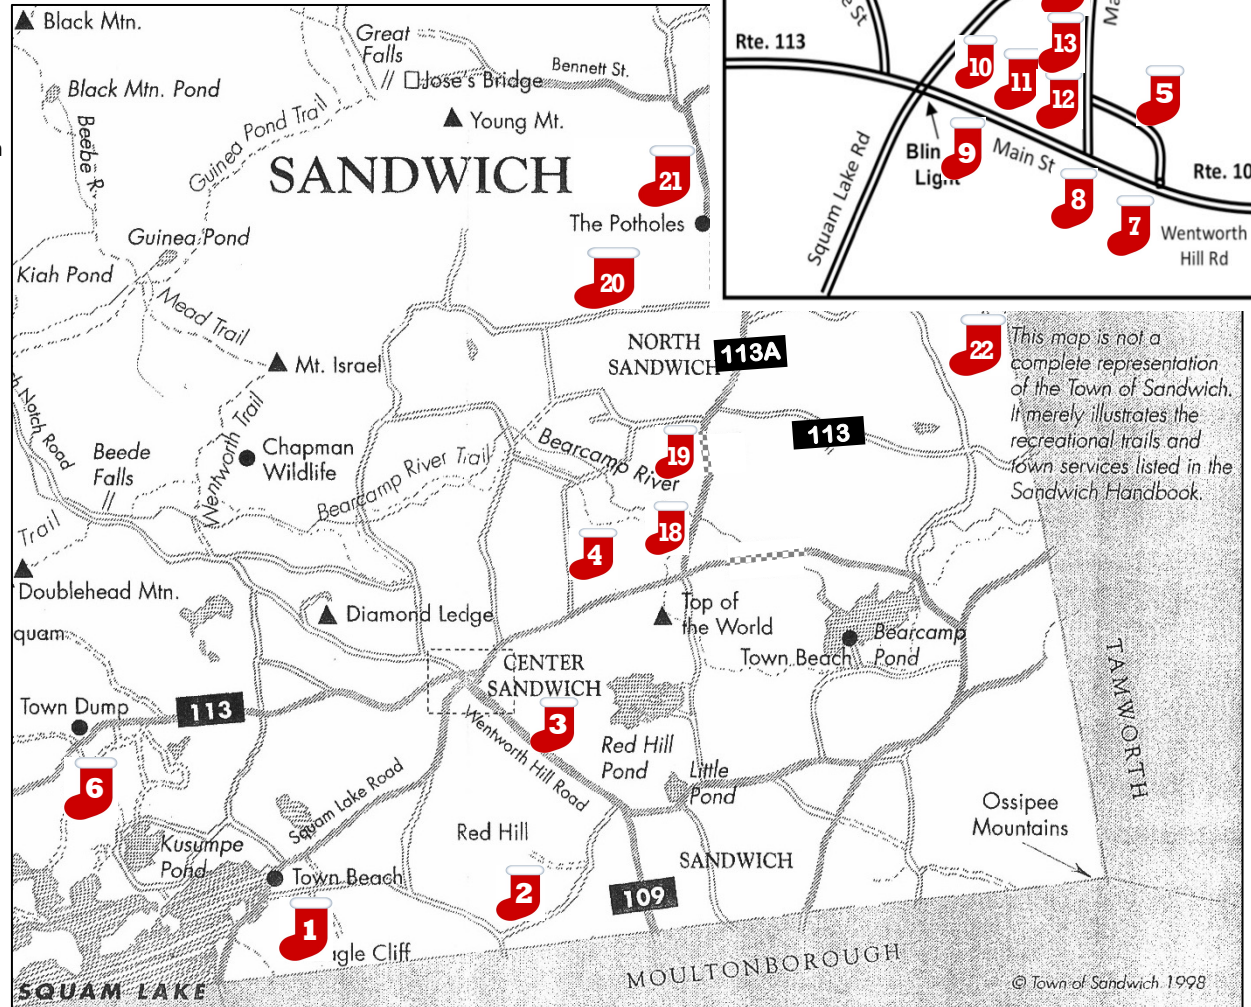 Black Mtn.
Great
Falls
Jose's Bridge
Bennett St.
Black Mtn. Pond
Young Mt.
Guinea Pond Trail
Beebe R.
SANDWICH
21
The Potholes
Guinea Pond
Kiah Pond
20
Mead Trail
Rte. 113
e St
Ma
13
10
11
12
5
Blin
Light
9
Main St
Squam Lake Rd
8
7
Rte. 10
Wentworth
Hill Rd
NORTH
SANDWICH
113A
22
This map is not a
complete representation
of the Town of Sandwich.
It merely illustrates the
recreational trails and
town services listed in the
Sandwich Handbook.
Mt. Israel
h Notch Road
Wentworth Trail
113
Beede
Falls
Chapman
Wildlife
Bearcamp River Trail
Bearcamp River
19
18
4
Trail
Doublehead Mtn.
Diamond Ledge
Top of
the World
quam
Bearcamp
Pond
Town Beach
CENTER
SANDWICH
TAMWORTH
Town Dump
113
3
Wentworth Hill Road
Red Hill
Pond
Little
Pond
6
Squam Lake Road
Ossipee
Mountains
Red Hill
Kusumpe
Pond
SANDWICH
Town Beach
2
109
1
agle Cliff
MOULTONBOROUGH
SQUAM LAKE
© Town of Sandwich 1998